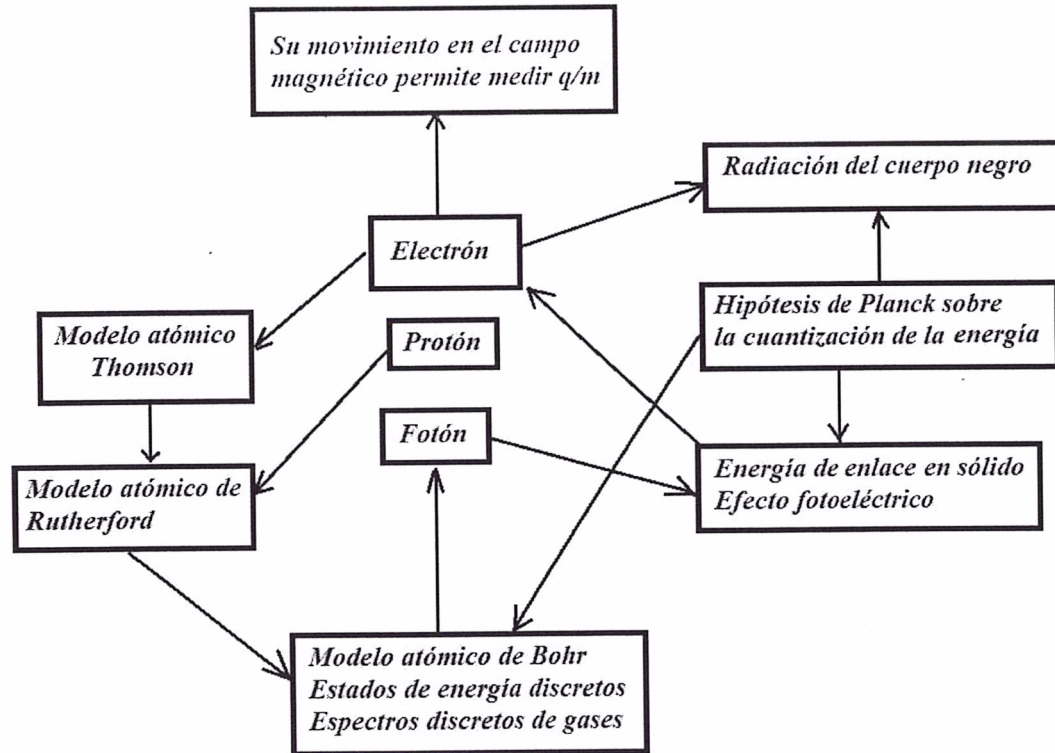 Su movimiento en el campo
magnético permite medir q/m
Radiación del cuerpo negro
Electrón
Hipótesis de Planck sobre
la cuantización de la energía
Modelo atómico
Thomson
Protón
Fotón
Energía de enlace en sólido
Efecto fotoeléctrico
Modelo atómico de
Rutherford
Modelo atómico de Bohr
Estados de energía discretos
Espectros discretos de gases